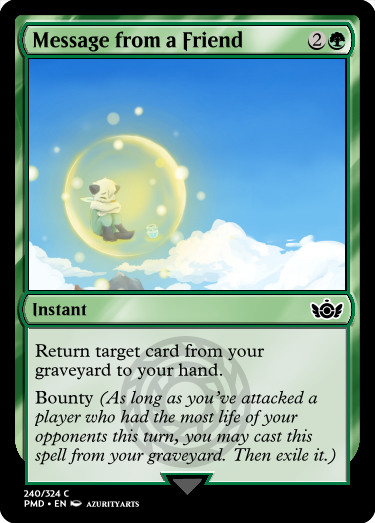 Message from a Friend 2
Instant
Return target card from your
graveyard to your hand.
Bounty (As long as you've attacked a
player who had the most life of your
opponents this turn, you may cast this
spell from your graveyard. Then exile it.)
240/324 C
PMD • EN AZURITYARTS